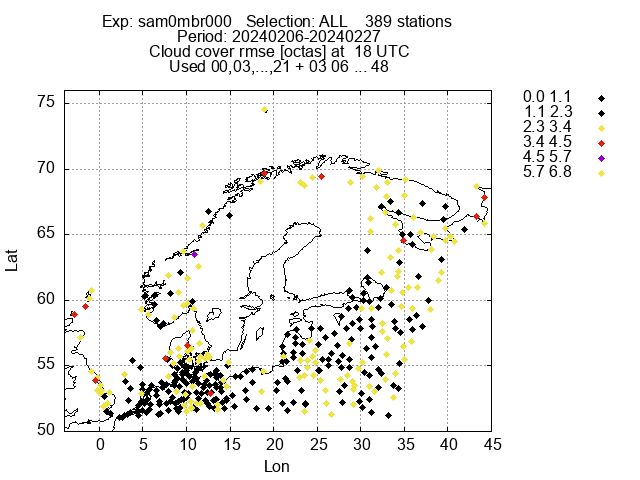 Exp: sam0mbr000 Selection: ALL 389 stations
Period: 20240206-20240227
Cloud cover rmse [octas] at 18 UTC
Used 00,03,...,21 + 03 06 ... 48
0.0 1.1
1.1 2.3
2.3 3.4
3.4 4.5
4.5 5.7
5.7 6.8
75
70
65
60
55
50
Lat
0 5 10 15 20 25 30 35 40 45
Lon